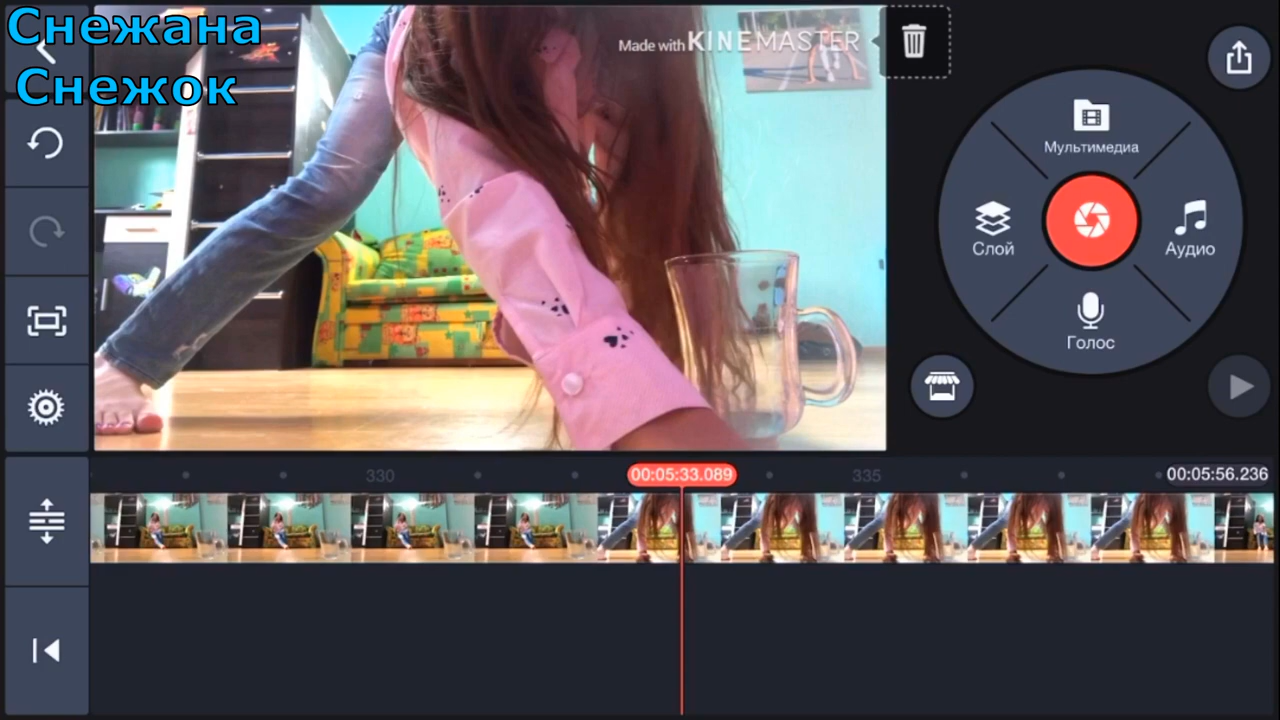 Снежана
Снежок
Made with KINEMASTER
Мультимедиа
Слой
Аудио
Голос
330
00:05:33.089
335
00:05:56.236